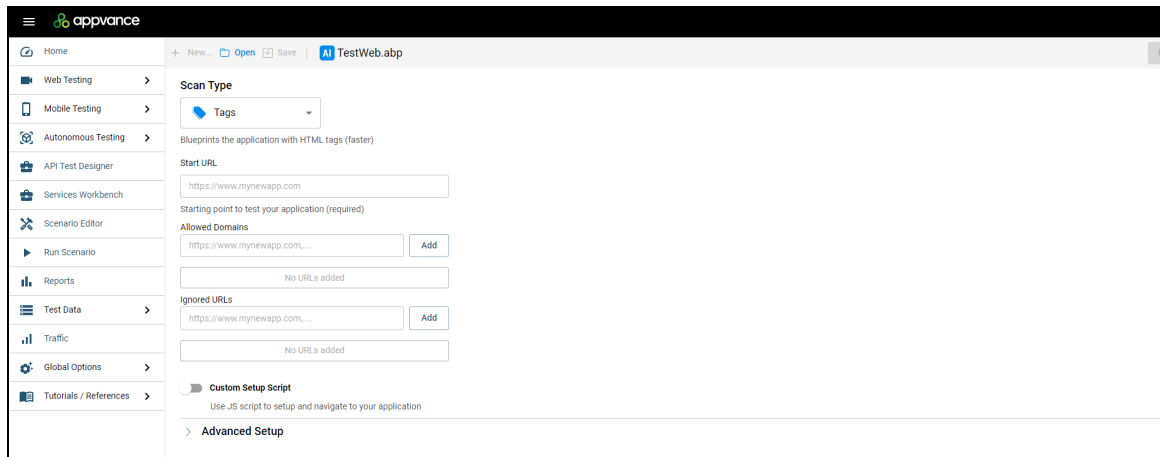 appvance
Home
Web Testing
Mobile Testing
Autonomous Testing
API Test Designer
Services Workbench
Scenario Editor
Run Scenario
Reports
Test Data
Traffic
Global Options
Tutorials / References
New... Open Save AI TestWeb.abp
Scan Type
Tags
Blueprints the application with HTML tags (faster)
Start URL
https://www.mynewapp.com
Starting point to test your application (required)
Allowed Domains
https://www.mynewapp.com,... Add
No URLs added
Ignored URLs
https://www.mynewapp.com,... Add
No URLs added
Custom Setup Script
Use JS script to setup and navigate to your application
Advanced Setup